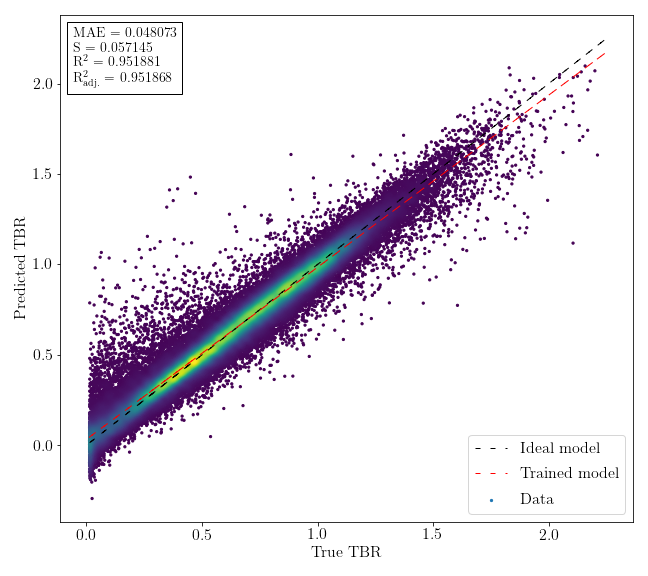 MAE = 0.048073
S = 0.057145
R² = 0.951881
R²adj. = 0.951868
2.0
1.5
1.0
0.5
0.0
Predicted TBR
Ideal model
Trained model
Data
0.0 0.5 1.0 1.5 2.0
True TBR